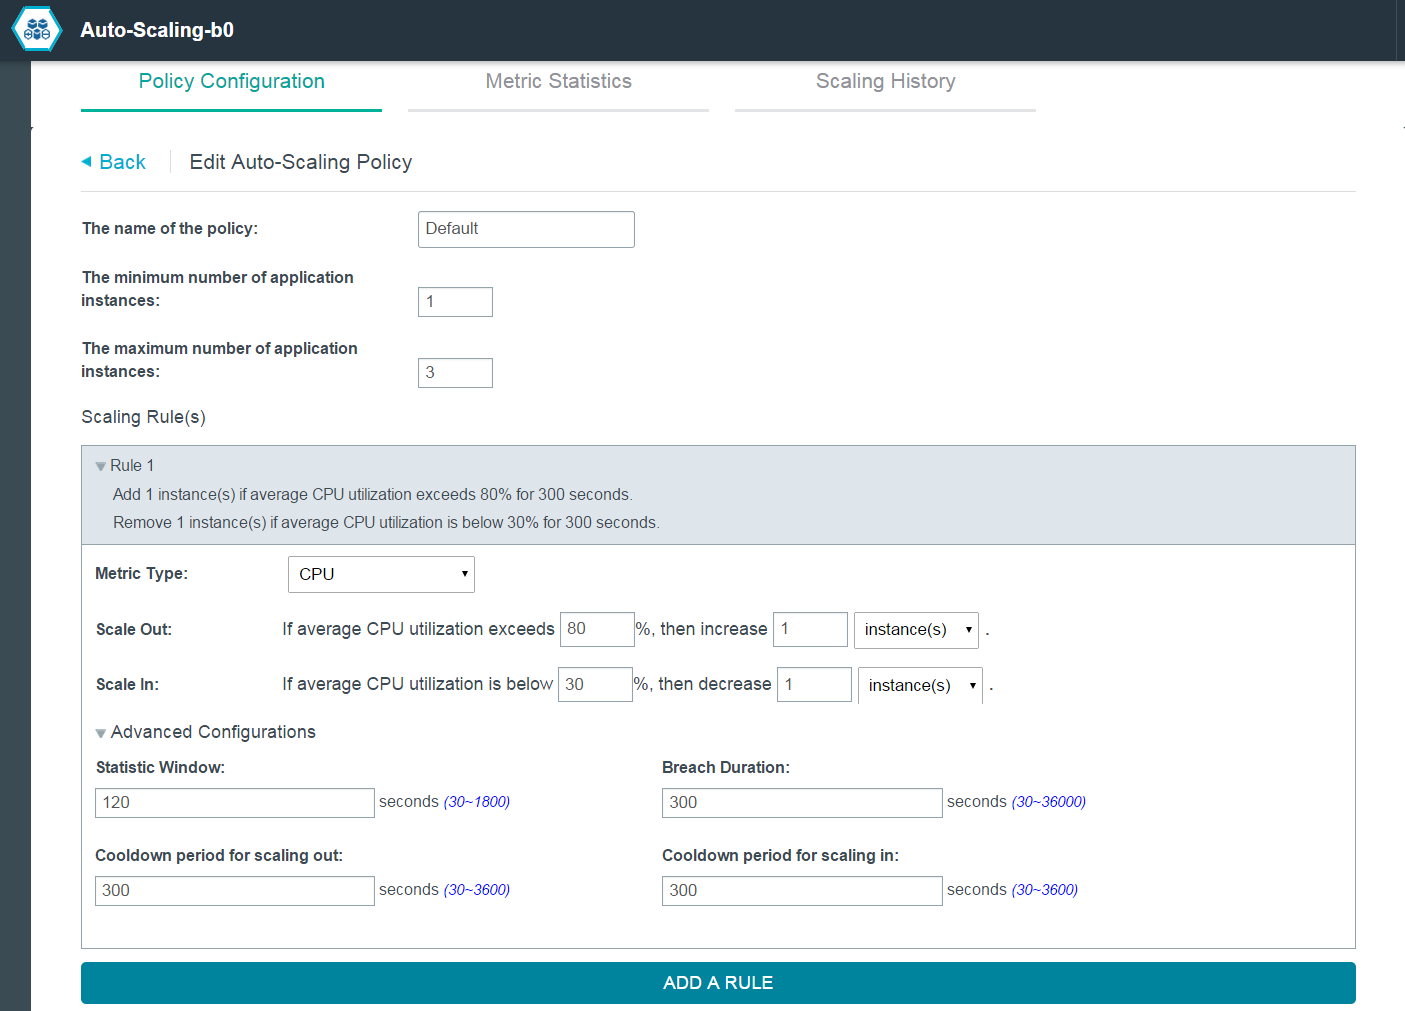 Auto-Scaling-b0
Policy Configuration Metric Statistics Scaling History
Back Edit Auto-Scaling Policy
The name of the policy: Default
The minimum number of application
instances: 1
The maximum number of application
instances: 3
Scaling Rule(s)
Rule 1
Add 1 instance(s) if average CPU utilization exceeds 80% for 300 seconds.
Remove 1 instance(s) if average CPU utilization is below 30% for 300 seconds.
Metric Type: CPU
Scale Out: If average CPU utilization exceeds 80 %, then increase 1 instance(s) .
Scale In: If average CPU utilization is below 30 %, then decrease 1 instance(s) .
Advanced Configurations
Statistic Window: Breach Duration:
120 seconds (30~1800) 300 seconds (30~36000)
Cooldown period for scaling out: Cooldown period for scaling in:
300 seconds (30~3600) 300 seconds (30~3600)
ADD A RULE